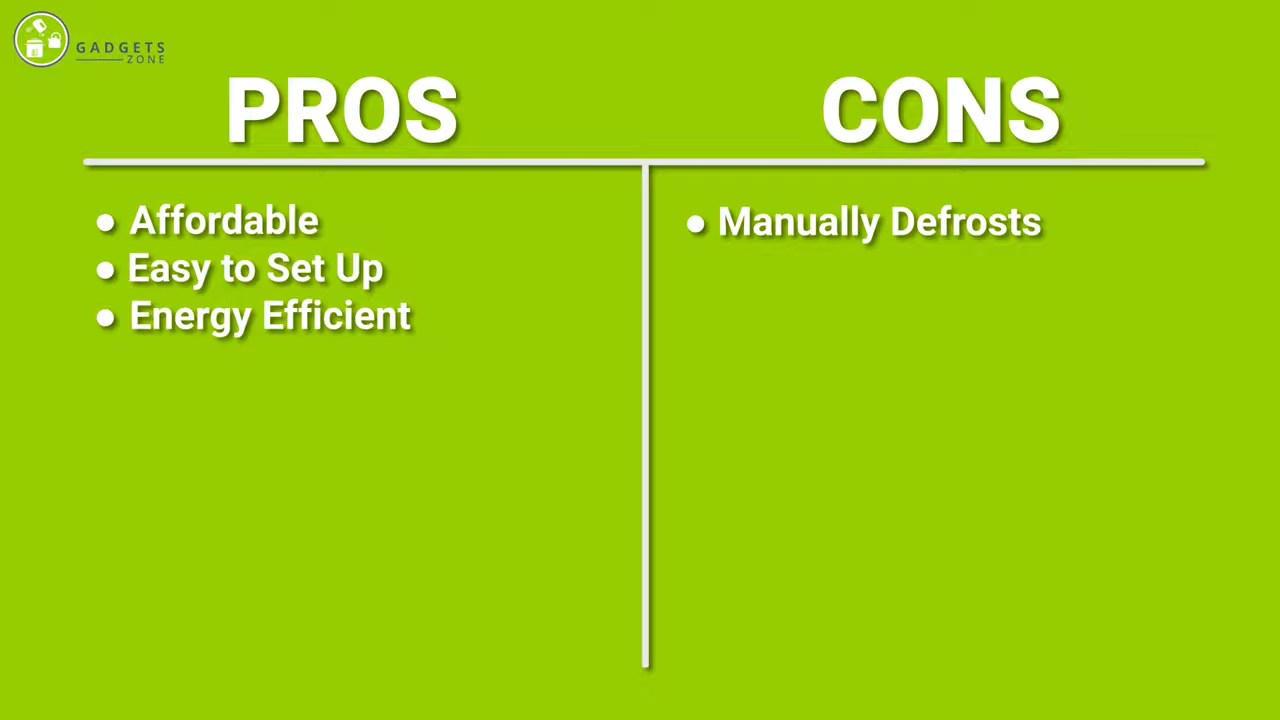 GADGETS
ZONE
PROS
CONS
● Affordable
● Easy to Set Up
● Energy Efficient
● Manually Defrosts